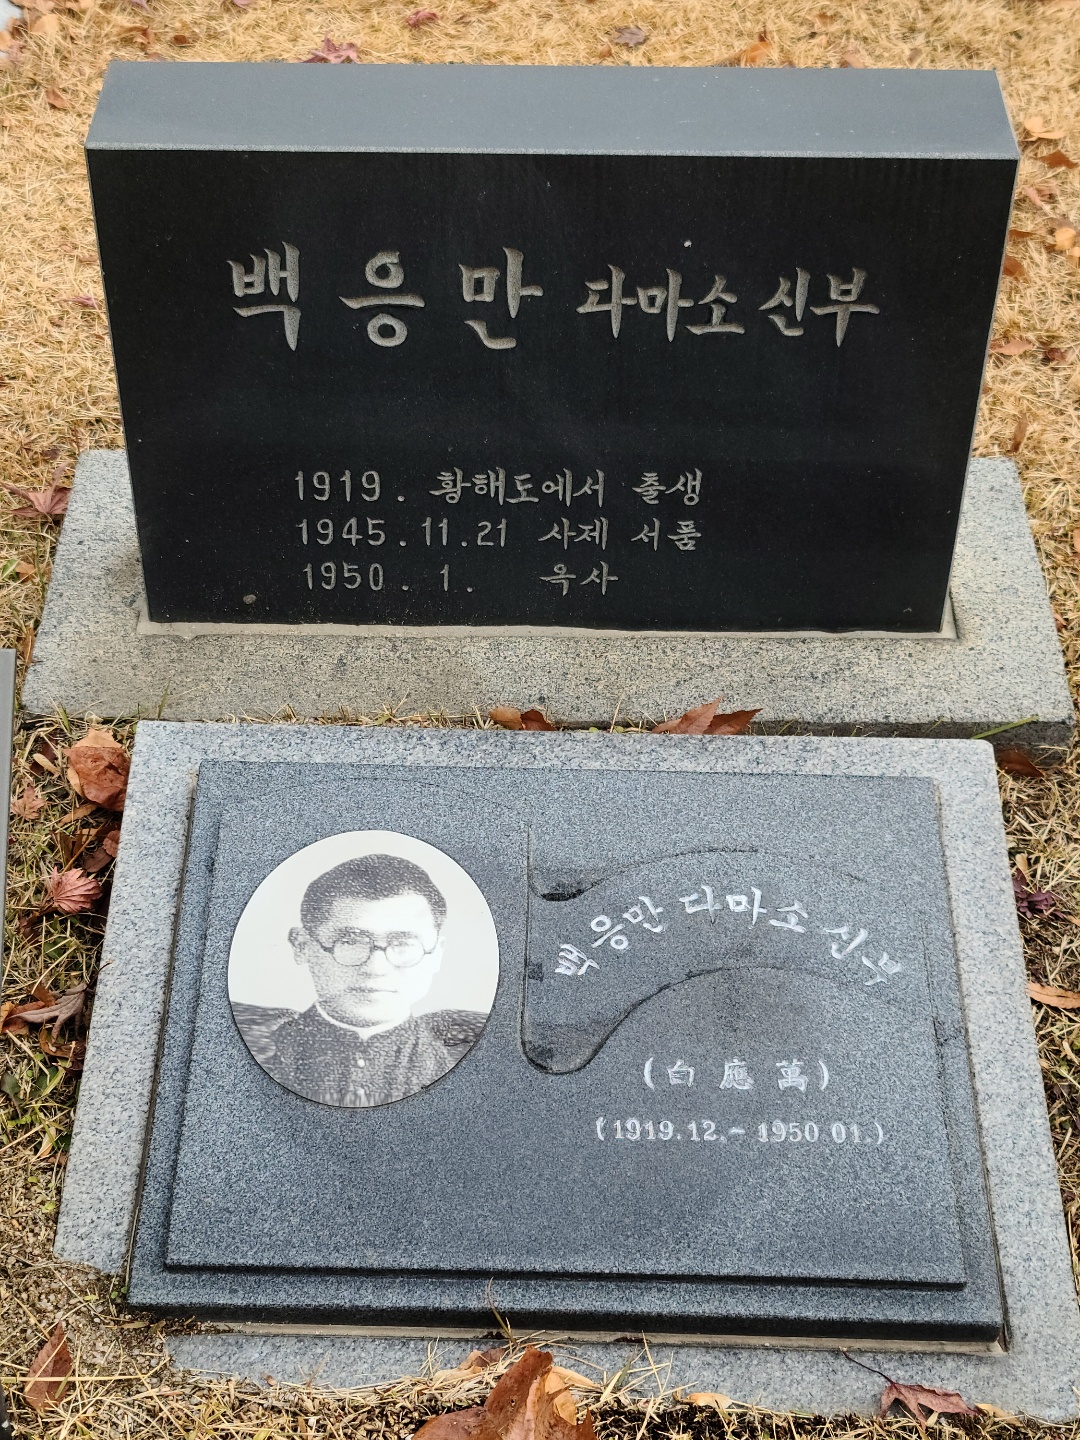 백 응 만 다마소 신부
1919. 황해도에서 출생
1945.11.21 사제 서품
1950. 1. 옥사
백응만 다마소 신부
(白應萬)
(1919.12.- 1950.01.)